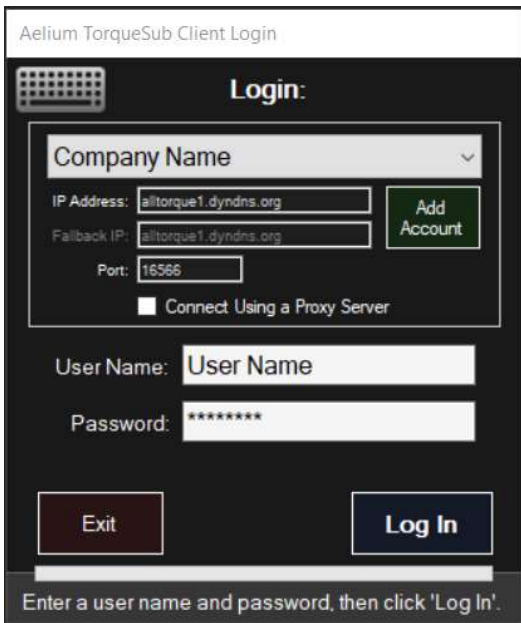 Aelium TorqueSub Client Login
Login:
Company Name
IP Address: alltorque1.dyndns.org
Add
Account
Fallback IP: alltorque1.dyndns.org
Port: 16566
Connect Using a Proxy Server
User Name: User Name
Password: ********
Exit
Log In
Enter a user name and password, then click 'Log In'.